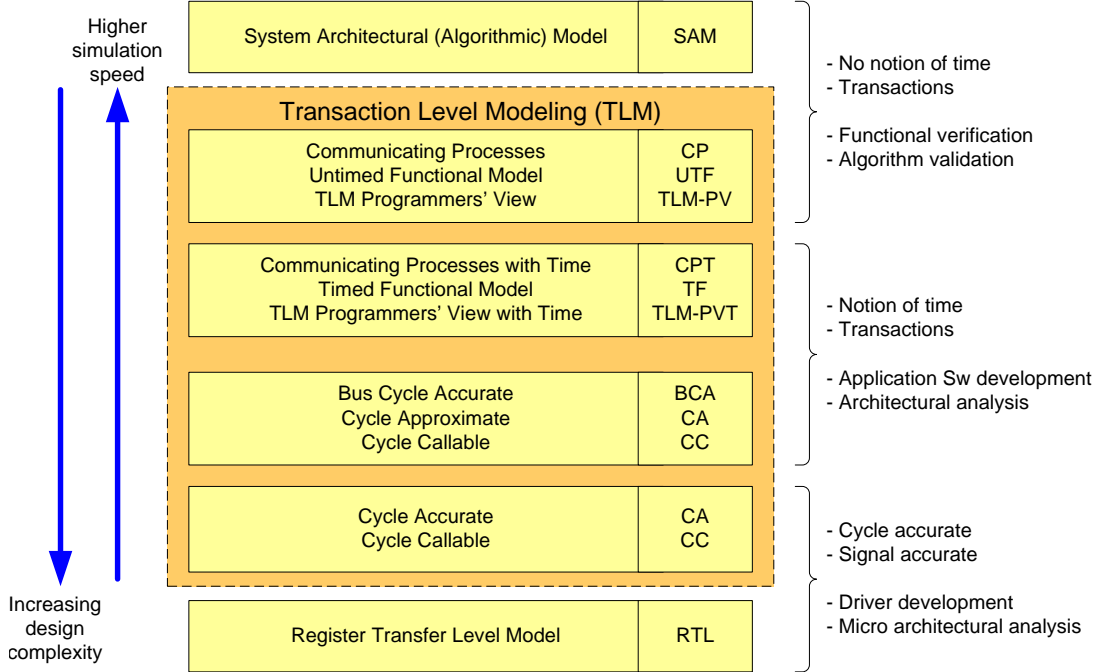 Higher
simulation
speed
System Architectural (Algorithmic) Model SAM
- No notion of time
- Transactions
- Functional verification
- Algorithm validation
Transaction Level Modeling (TLM)
Communicating Processes CP
Untimed Functional Model UTF
TLM Programmers' View TLM-PV
Communicating Processes with Time CPT
Timed Functional Model TF
TLM Programmers' View with Time TLM-PVT
- Notion of time
- Transactions
- Application Sw development
- Architectural analysis
Bus Cycle Accurate BCA
Cycle Approximate CA
Cycle Callable CC
Cycle Accurate CA
Cycle Callable CC
- Cycle accurate
- Signal accurate
- Driver development
- Micro architectural analysis
Increasing
design
complexity
Register Transfer Level Model RTL